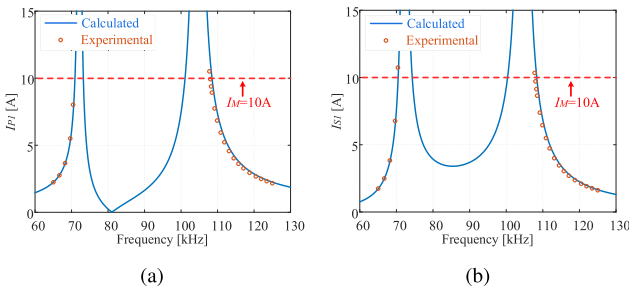 15
10
5
0
I_P1 [A]
Calculated
Experimental
I_M=10A
60 70 80 90 100 110 120 130
Frequency [kHz]
(a)
15
10
5
0
I_S1 [A]
Calculated
Experimental
I_M=10A
60 70 80 90 100 110 120 130
Frequency [kHz]
(b)